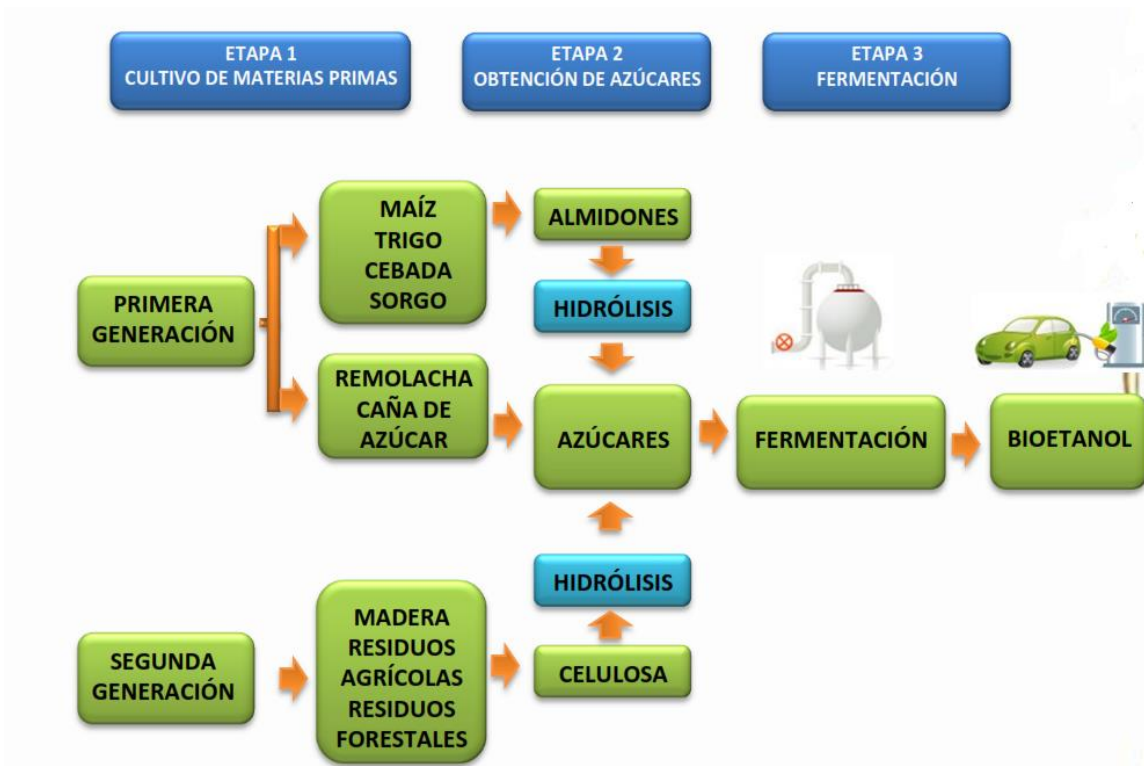 ETAPA 1
CULTIVO DE MATERIAS PRIMAS
ETAPA 2
OBTENCIÓN DE AZÚCARES
ETAPA 3
FERMENTACIÓN
PRIMERA
GENERACIÓN
MAÍZ
TRIGO
CEBADA
SORGO
REMOLACHA
CAÑA DE
AZÚCAR
ALMIDONES
HIDRÓLISIS
AZÚCARES
FERMENTACIÓN
BIOETANOL
SEGUNDA
GENERACIÓN
MADERA
RESIDUOS
AGRÍCOLAS
RESIDUOS
FORESTALES
HIDRÓLISIS
CELULOSA